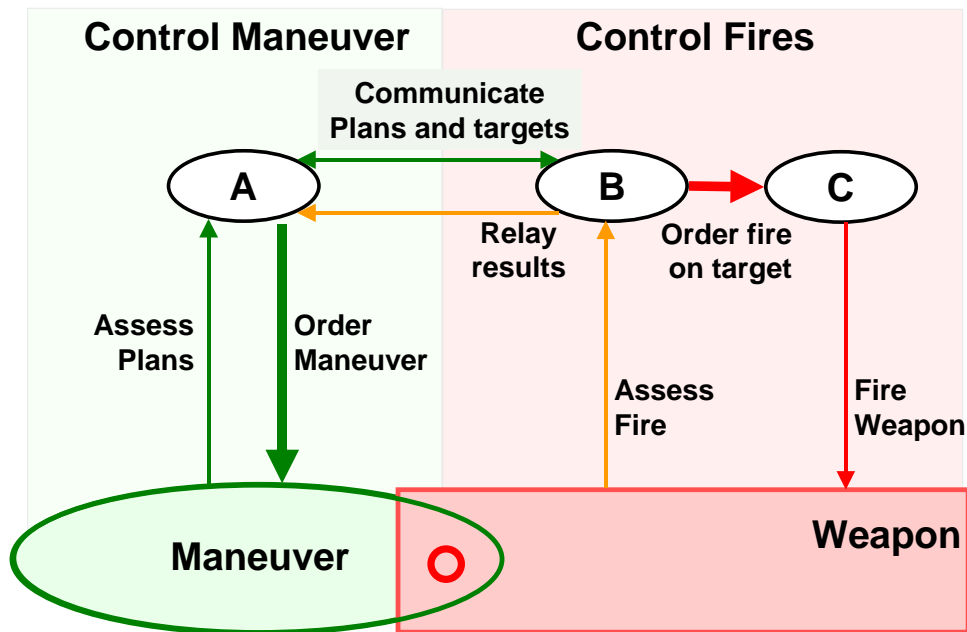 Control Maneuver
Control Fires
Communicate
Plans and targets
A
B
C
Relay
results
Order fire
on target
Assess
Plans
Order
Maneuver
Assess
Fire
Fire
Weapon
Maneuver
Weapon